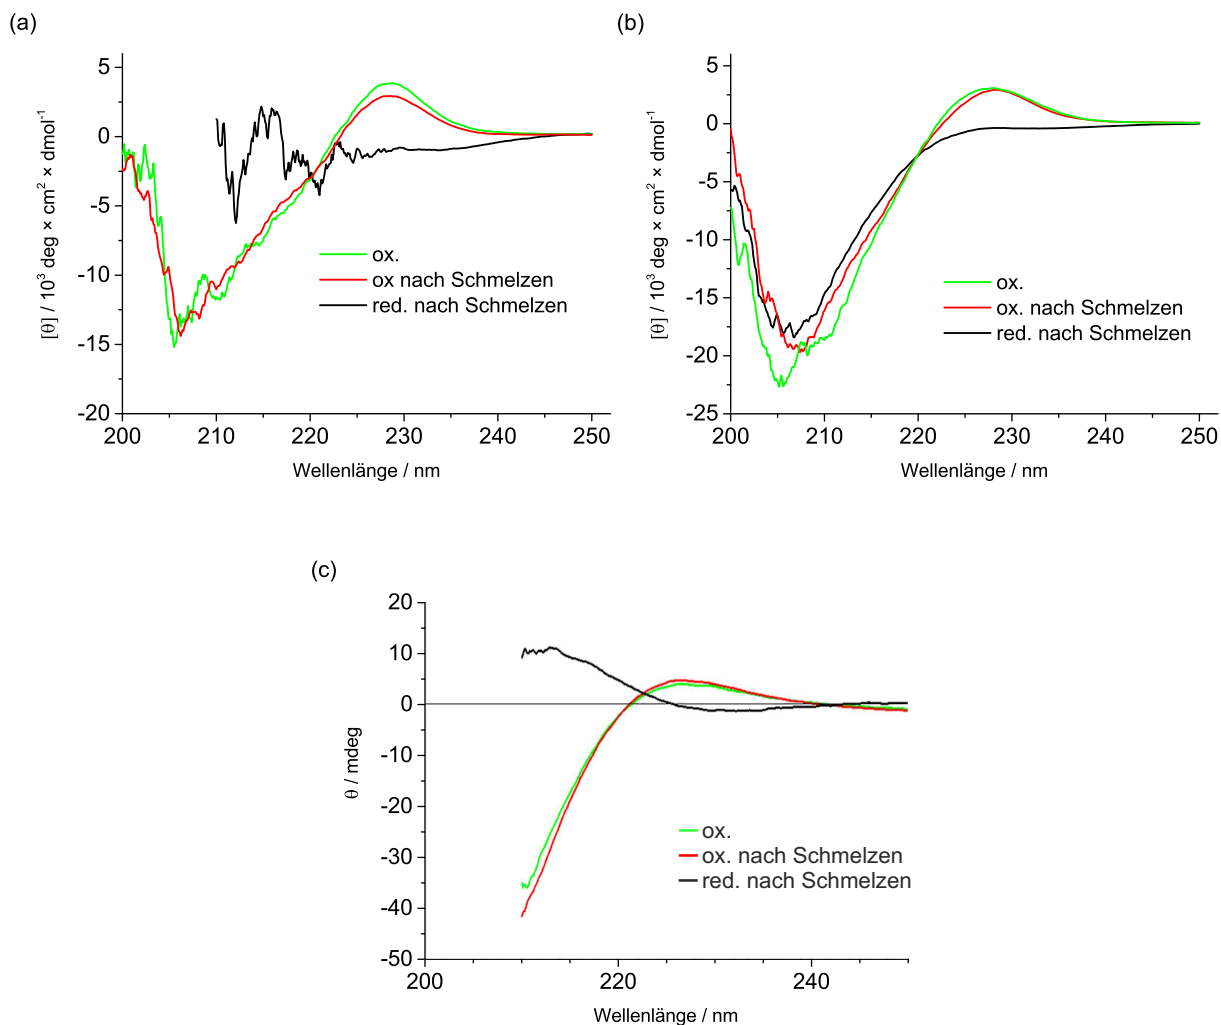 (a)
5
0
-5
-10
-15
-20
200
210
220
230
240
250
[θ] / 10³ deg × cm² × dmol⁻¹
Wellenlänge / nm
ox.
ox nach Schmelzen
red. nach Schmelzen
(b)
5
0
-5
-10
-15
-20
-25
200
210
220
230
240
250
[θ] / 10³ deg × cm² × dmol⁻¹
Wellenlänge / nm
ox.
ox. nach Schmelzen
red. nach Schmelzen
(c)
20
10
0
-10
-20
-30
-40
-50
200
220
240
θ / mdeg
Wellenlänge / nm
ox.
ox. nach Schmelzen
red. nach Schmelzen